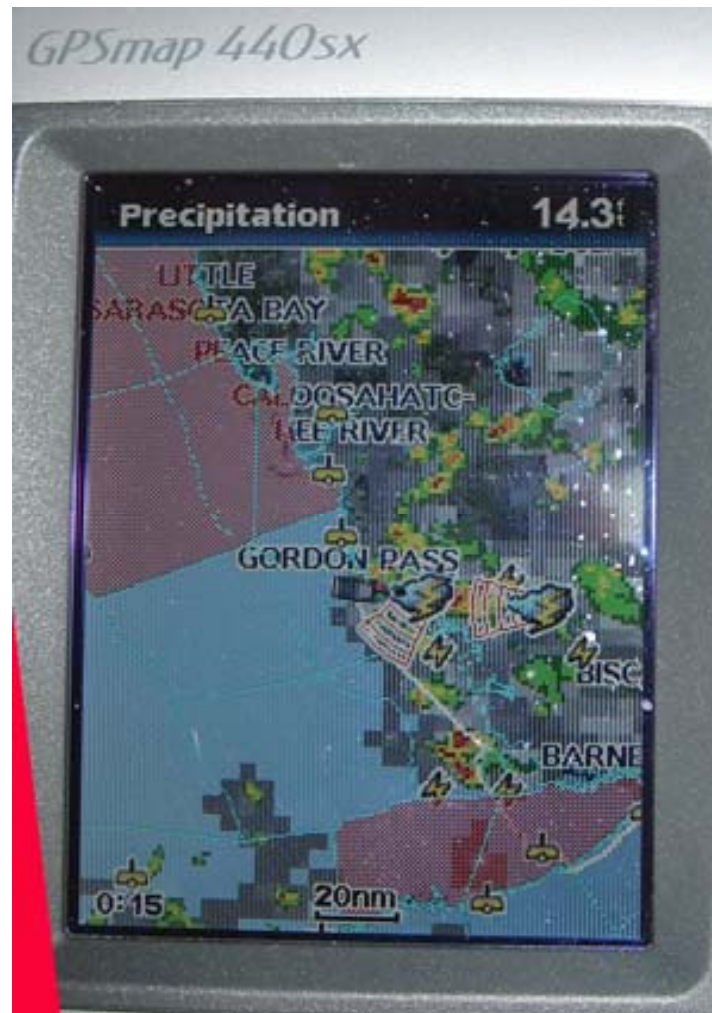 GPSmap 440sx
Precipitation 14.3 ft
LITTLE
SARASOTA BAY
PEACE RIVER
CALOOSAHATC-
HEE RIVER
GORDON PASS
BISC
BARNE
0:15
20nm